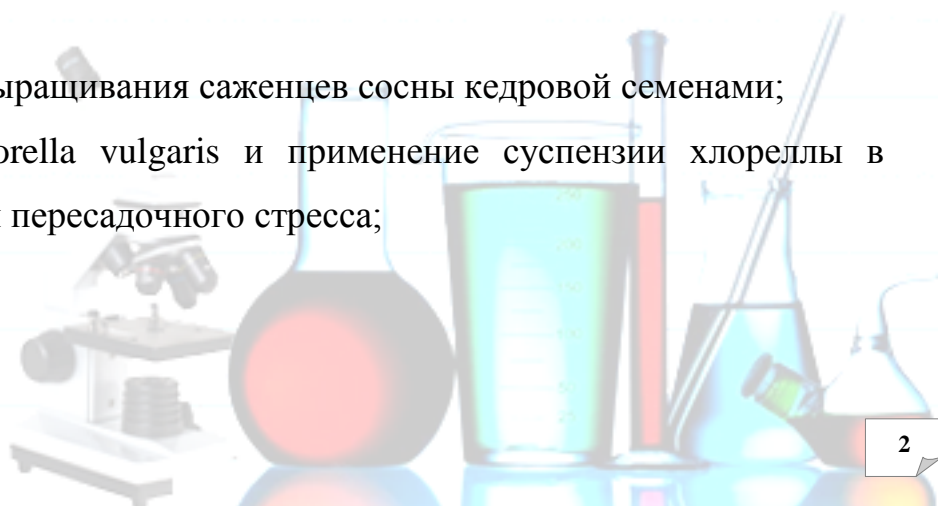 ыращивания саженцев сосны кедровой семенами;
orella vulgaris и применение суспензии хлореллы в
пересадочного стресса;
2